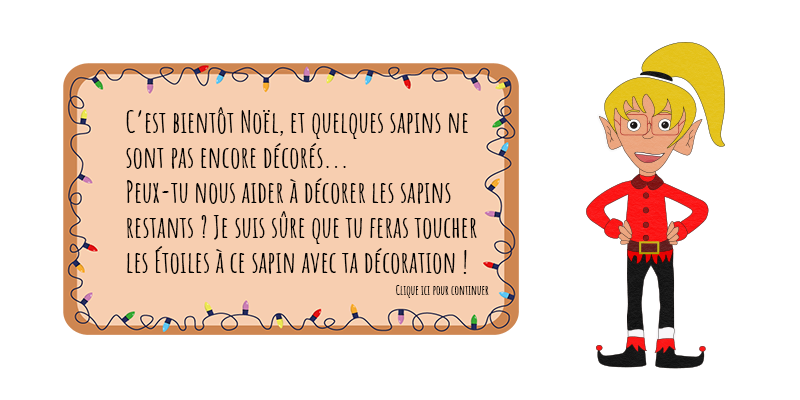 C'est bientôt Noël, et quelques sapins ne
sont pas encore décorés...
Peux-tu nous aider à décorer les sapins
restants ? Je suis sûre que tu feras toucher
les Étoiles à ce sapin avec ta décoration !
Clique ici pour continuer